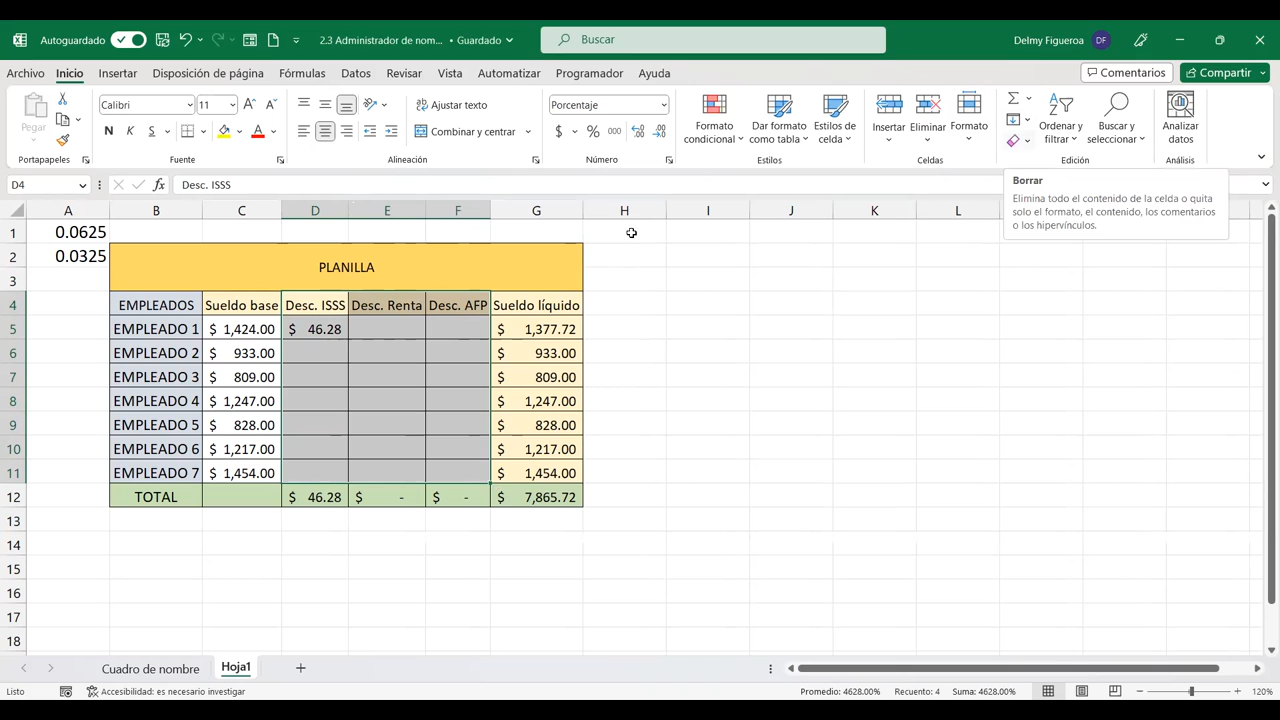 Autoguardado
2.3 Administrador de nom... • Guardado
Buscar
Delmy Figueroa DF
Archivo Inicio Insertar Disposición de página Fórmulas Datos Revisar Vista Automatizar Programador Ayuda
Comentarios Compartir
Pegar
Calibri 11
N K S
Ajustar texto
Combinar y centrar
Porcentaje
$ % 000
Formato condicional
Dar formato como tabla
Estilos de celda
Insertar Eliminar Formato
Ordenar y filtrar
Buscar y seleccionar
Analizar datos
Portapapeles Fuente Alineación Número Estilos Celdas Edición Análisis
D4 fx Desc. ISSS
Borrar
Elimina todo el contenido de la celda o quita
solo el formato, el contenido, los comentarios
o los hipervínculos.
A B C D E F G H I J K L
1 0.0625
2 0.0325
PLANILLA
3
4 EMPLEADOS Sueldo base Desc. ISSS Desc. Renta Desc. AFP Sueldo líquido
5 EMPLEADO 1 $ 1,424.00 $ 46.28 $ 1,377.72
6 EMPLEADO 2 $ 933.00 $ 933.00
7 EMPLEADO 3 $ 809.00 $ 809.00
8 EMPLEADO 4 $ 1,247.00 $ 1,247.00
9 EMPLEADO 5 $ 828.00 $ 828.00
10 EMPLEADO 6 $ 1,217.00 $ 1,217.00
11 EMPLEADO 7 $ 1,454.00 $ 1,454.00
12 TOTAL $ 46.28 $ - $ - $ 7,865.72
13
14
15
16
17
18
Cuadro de nombre Hoja1
Listo Accesibilidad: es necesario investigar Promedio: 4628.00% Recuento: 4 Suma: 4628.00% 120%